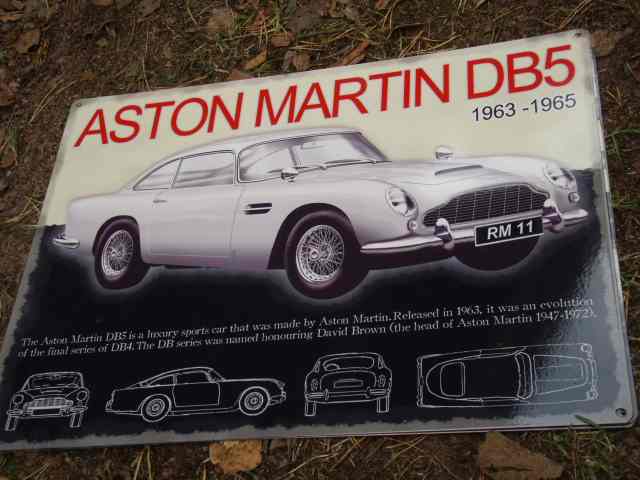 ASTON MARTIN DB5
1963 -1965
RM 11
The Aston Martin DB5 is a luxury sports car that was made by Aston Martin. Released in 1963, it was an evolution
of the final series of DB4. The DB series was named honouring David Brown (the head of Aston Martin 1947-1972).